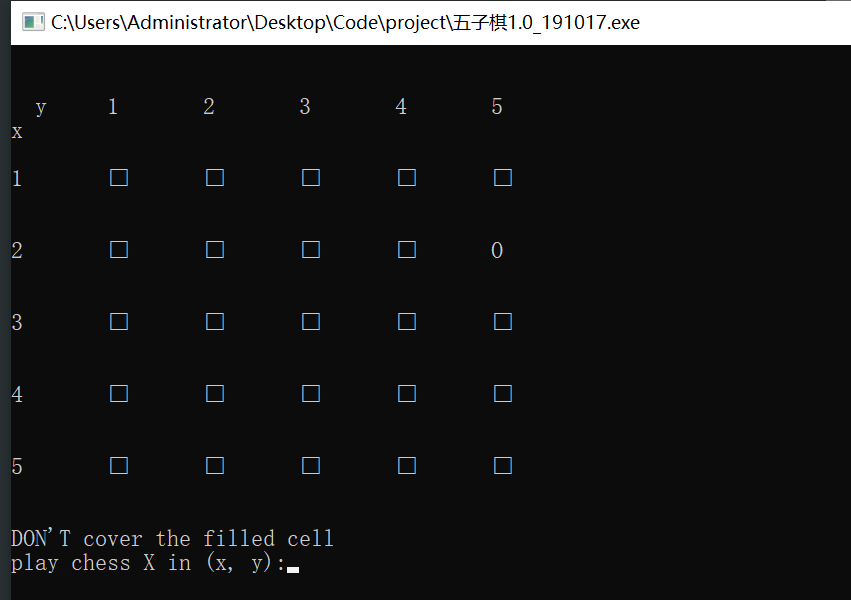 C:\Users\Administrator\Desktop\Code\project\五子棋1.0_191017.exe
y 1 2 3 4 5
x
1 □ □ □ □ □
2 □ □ □ □ O
3 □ □ □ □ □
4 □ □ □ □ □
5 □ □ □ □ □
DON'T cover the filled cell
play chess X in (x, y):